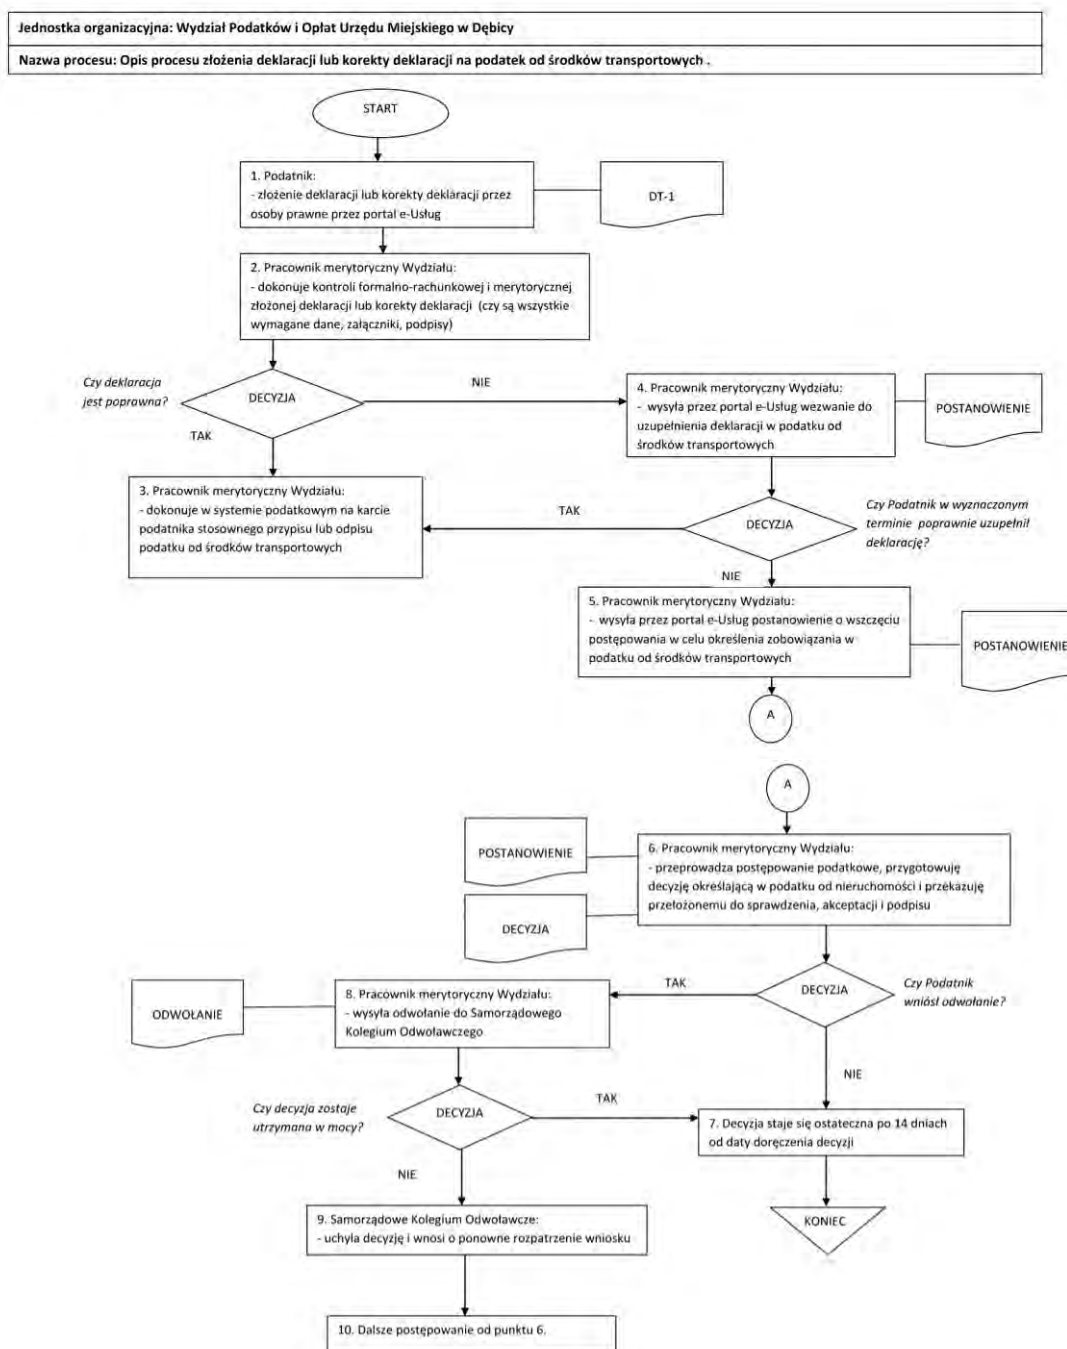 Jednostka organizacyjna: Wydział Podatków i Opłat Urzędu Miejskiego w Dębicy
Nazwa procesu: Opis procesu złożenia deklaracji lub korekty deklaracji na podatek od środków transportowych .
START
1. Podatnik:
- złożenie deklaracji lub korekty deklaracji przez
osoby prawne przez portal e-Usług
DT-1
2. Pracownik merytoryczny Wydziału:
- dokonuje kontroli formalno-rachunkowej i merytorycznej
złożonej deklaracji lub korekty deklaracji (czy są wszystkie
wymagane dane, załączniki, podpisy)
Czy deklaracja
jest poprawna?
DECYZJA
NIE
TAK
4. Pracownik merytoryczny Wydziału:
- wysyła przez portal e-Usług wezwanie do
uzupełnienia deklaracji w podatku od
środków transportowych
POSTANOWIENIE
3. Pracownik merytoryczny Wydziału:
- dokonuje w systemie podatkowym na karcie
podatnika stosownego przypisu lub odpisu
podatku od środków transportowych
TAK
DECYZJA
Czy Podatnik w wyznaczonym
terminie poprawnie uzupełnił
deklarację?
NIE
5. Pracownik merytoryczny Wydziału:
- wysyła przez portal e-Usług postanowienie o wszczęciu
postępowania w celu określenia zobowiązania w
podatku od środków transportowych
POSTANOWIENIE
A
A
POSTANOWIENIE
6. Pracownik merytoryczny Wydziału:
- przeprowadza postępowanie podatkowe, przygotowuję
decyzję określającą w podatku od nieruchomości i przekazuję
przełożonemu do sprawdzenia, akceptacji i podpisu
DECYZJA
DECYZJA
Czy Podatnik
wniósł odwołanie?
TAK
NIE
8. Pracownik merytoryczny Wydziału:
- wysyła odwołanie do Samorządowego
Kolegium Odwoławczego
ODWOŁANIE
Czy decyzja zostaje
utrzymana w mocy?
DECYZJA
TAK
NIE
7. Decyzja staje się ostateczna po 14 dniach
od daty doręczenia decyzji
KONIEC
9. Samorządowe Kolegium Odwoławcze:
- uchyla decyzję i wnosi o ponowne rozpatrzenie wniosku
10. Dalsze postępowanie od punktu 6.